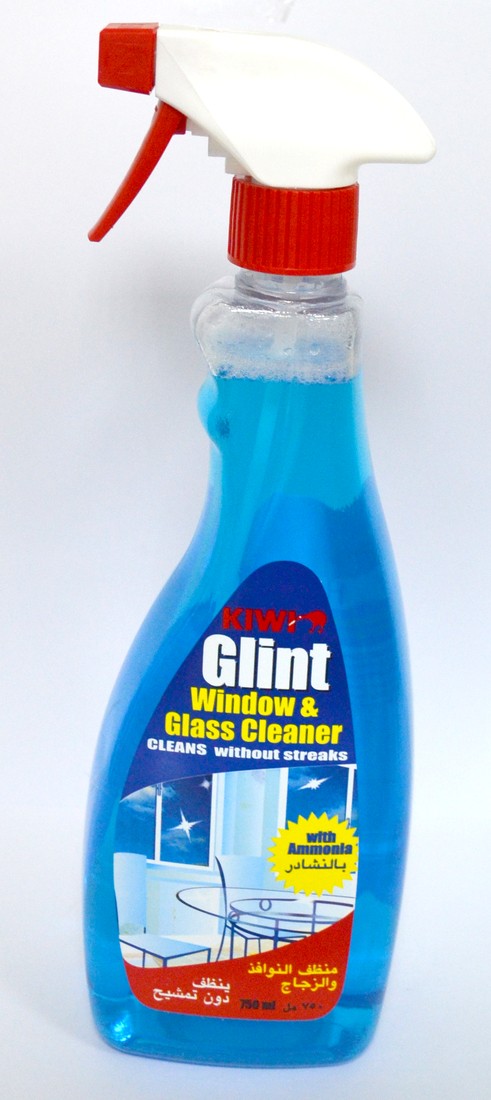 KIWI
Glint
Window &
Glass Cleaner
CLEANS without streaks
with
Ammonia
بالنشادر
منظف النوافذ
والزجاج
ينظف
دون تمشيح
750 ml ٧٥٠ مل